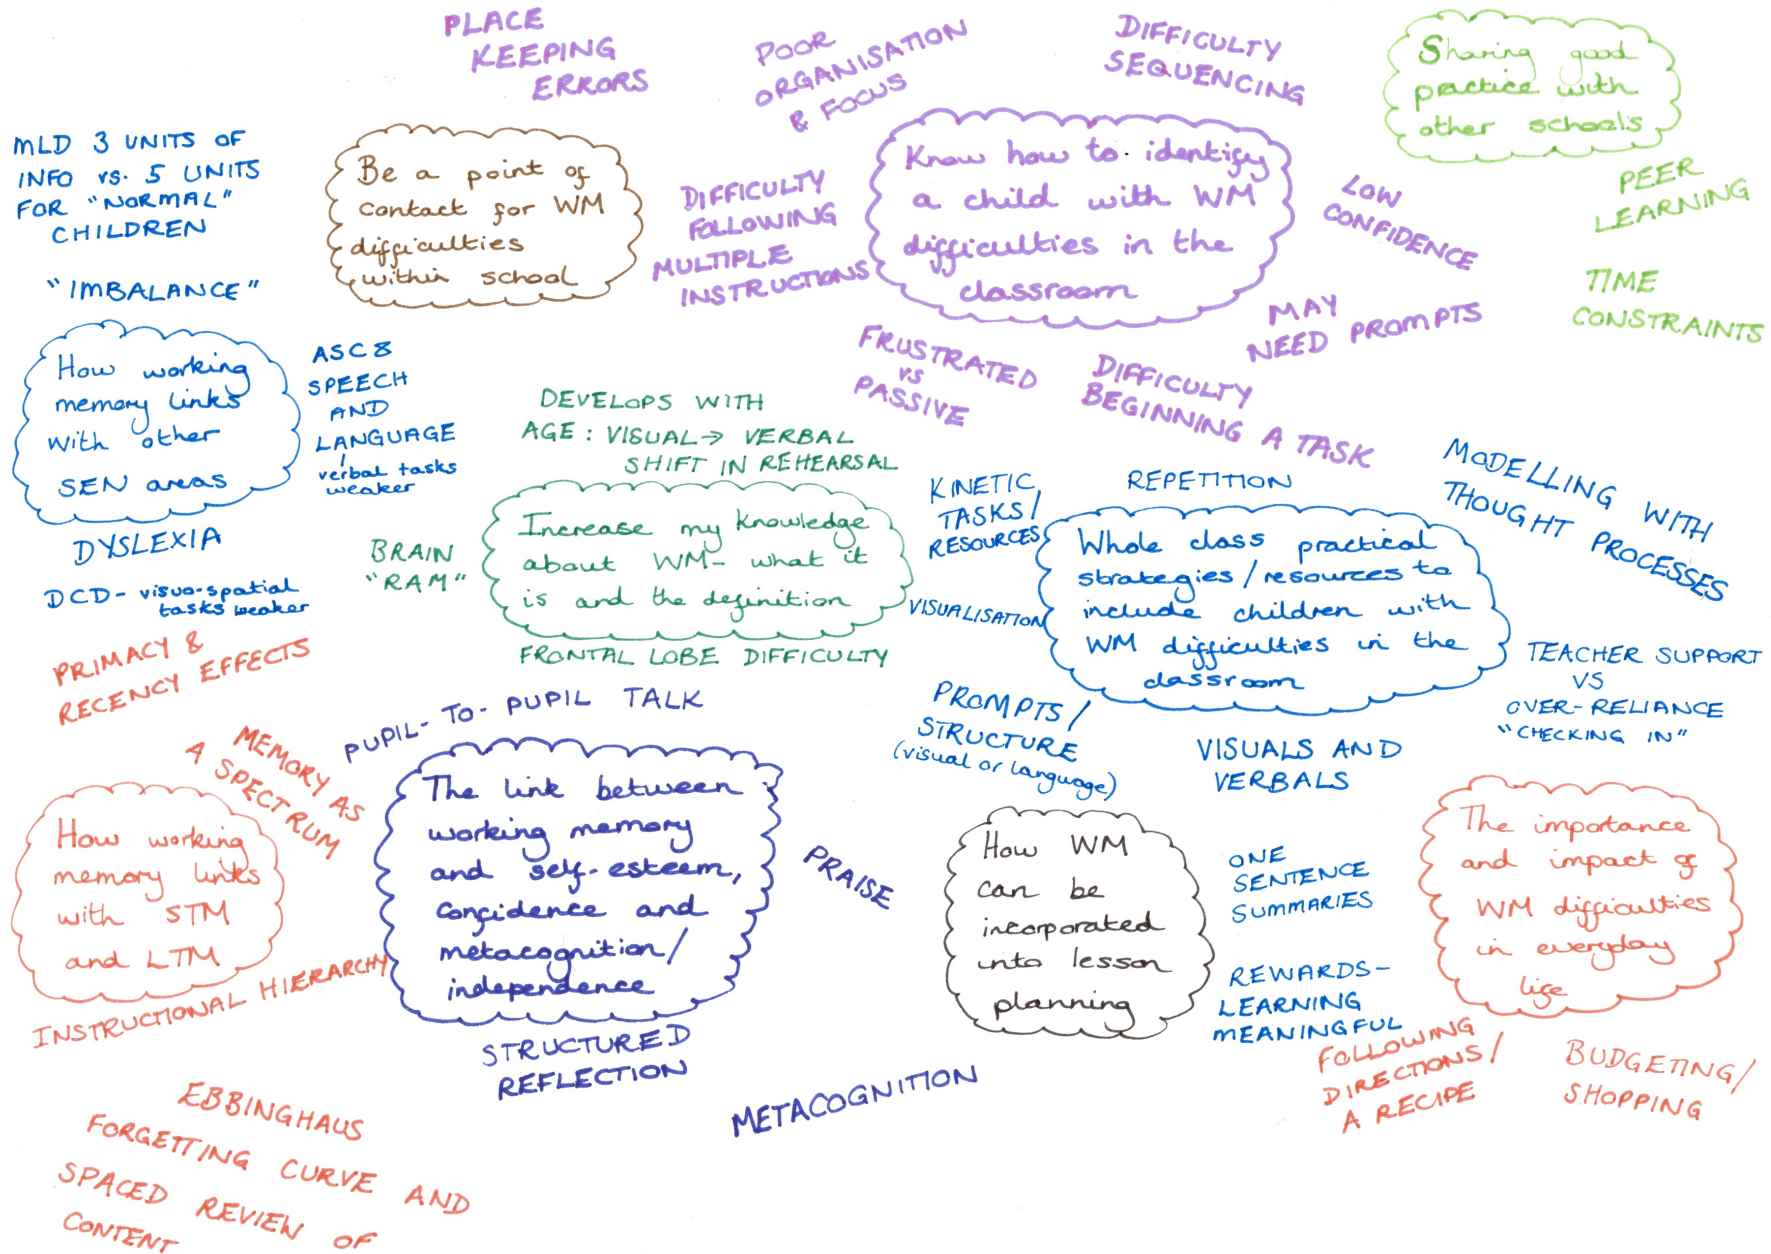 PLACE
KEEPING
ERRORS
POOR
ORGANISATION
& FOCUS
DIFFICULTY
SEQUENCING
Sharing good
practice with
other schools
MLD 3 UNITS OF
INFO vs. 5 UNITS
FOR "NORMAL"
CHILDREN
"IMBALANCE"
Be a point of
contact for WM
difficulties
within school
DIFFICULTY
FOLLOWING
MULTIPLE
INSTRUCTIONS
Know how to identify
a child with WM
difficulties in the
classroom
LOW
CONFIDENCE
PEER
LEARNING
TIME
CONSTRAINTS
MAY
NEED PROMPTS
FRUSTRATED
vs
PASSIVE
DIFFICULTY
BEGINNING A TASK
How working
memory links
with other
SEN areas
ASC &
SPEECH
AND
LANGUAGE
verbal tasks
weaker
DYSLEXIA
DCD - visuo-spatial
tasks weaker
DEVELOPS WITH
AGE: VISUAL → VERBAL
SHIFT IN REHEARSAL
BRAIN
"RAM"
Increase my knowledge
about WM - what it
is and the definition
FRONTAL LOBE DIFFICULTY
KINETIC
TASKS/
RESOURCES
VISUALISATION
REPETITION
MODELLING WITH
THOUGHT PROCESSES
Whole class practical
strategies/resources to
include children with
WM difficulties in the
classroom
TEACHER SUPPORT
VS
OVER-RELIANCE
"CHECKING IN"
PROMPTS/
STRUCTURE
(visual or language)
VISUALS AND
VERBALS
PRIMACY &
RECENCY EFFECTS
MEMORY AS
A SPECTRUM
How working
memory links
with STM
and LTM
INSTRUCTIONAL HIERARCHY
EBBINGHAUS
FORGETTING CURVE AND
SPACED REVIEW OF
CONTENT
PUPIL-TO-PUPIL TALK
The link between
working memory
and self-esteem,
confidence and
metacognition/
independence
PRAISE
STRUCTURED
REFLECTION
METACOGNITION
How WM
can be
incorporated
into lesson
planning
ONE
SENTENCE
SUMMARIES
REWARDS-
LEARNING
MEANINGFUL
The importance
and impact of
WM difficulties
in everyday
life
FOLLOWING
DIRECTIONS/
A RECIPE
BUDGETING/
SHOPPING